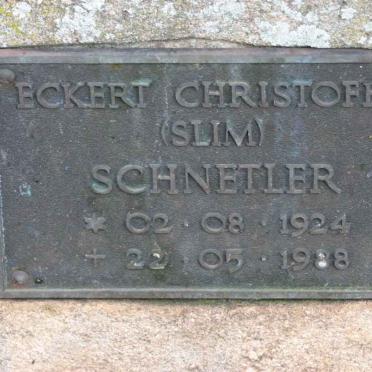 ECKERT CHRISTOFF
(SLIM)
SCHNETLER
* 02 · 08 · 1924
+ 22 · 05 · 1988